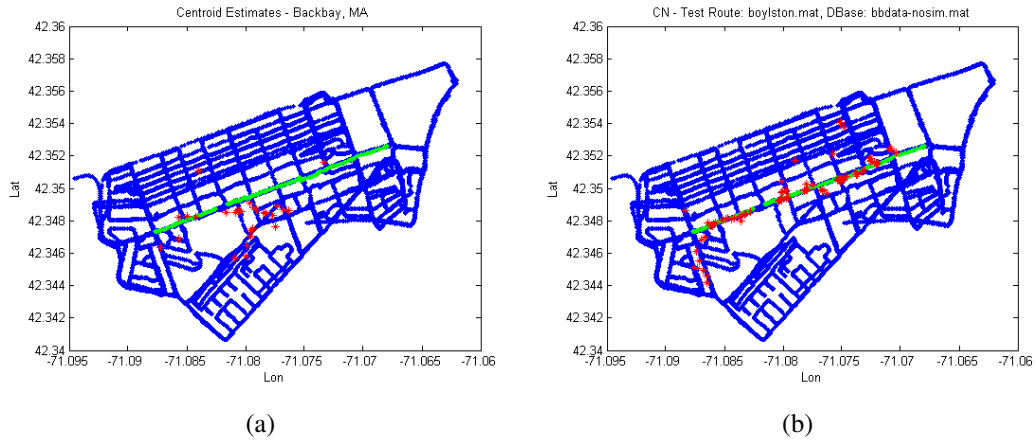 Centroid Estimates - Backbay, MA
42.36
42.358
42.356
42.354
42.352
42.35
42.348
42.346
42.344
42.342
42.34
Lat
-71.095 -71.09 -71.085 -71.08 -71.075 -71.07 -71.065 -71.06
Lon
(a)
CN - Test Route: boylston.mat, DBase: bbdata-nosim.mat
42.36
42.358
42.356
42.354
42.352
42.35
42.348
42.346
42.344
42.342
42.34
Lat
-71.095 -71.09 -71.085 -71.08 -71.075 -71.07 -71.065 -71.06
Lon
(b)